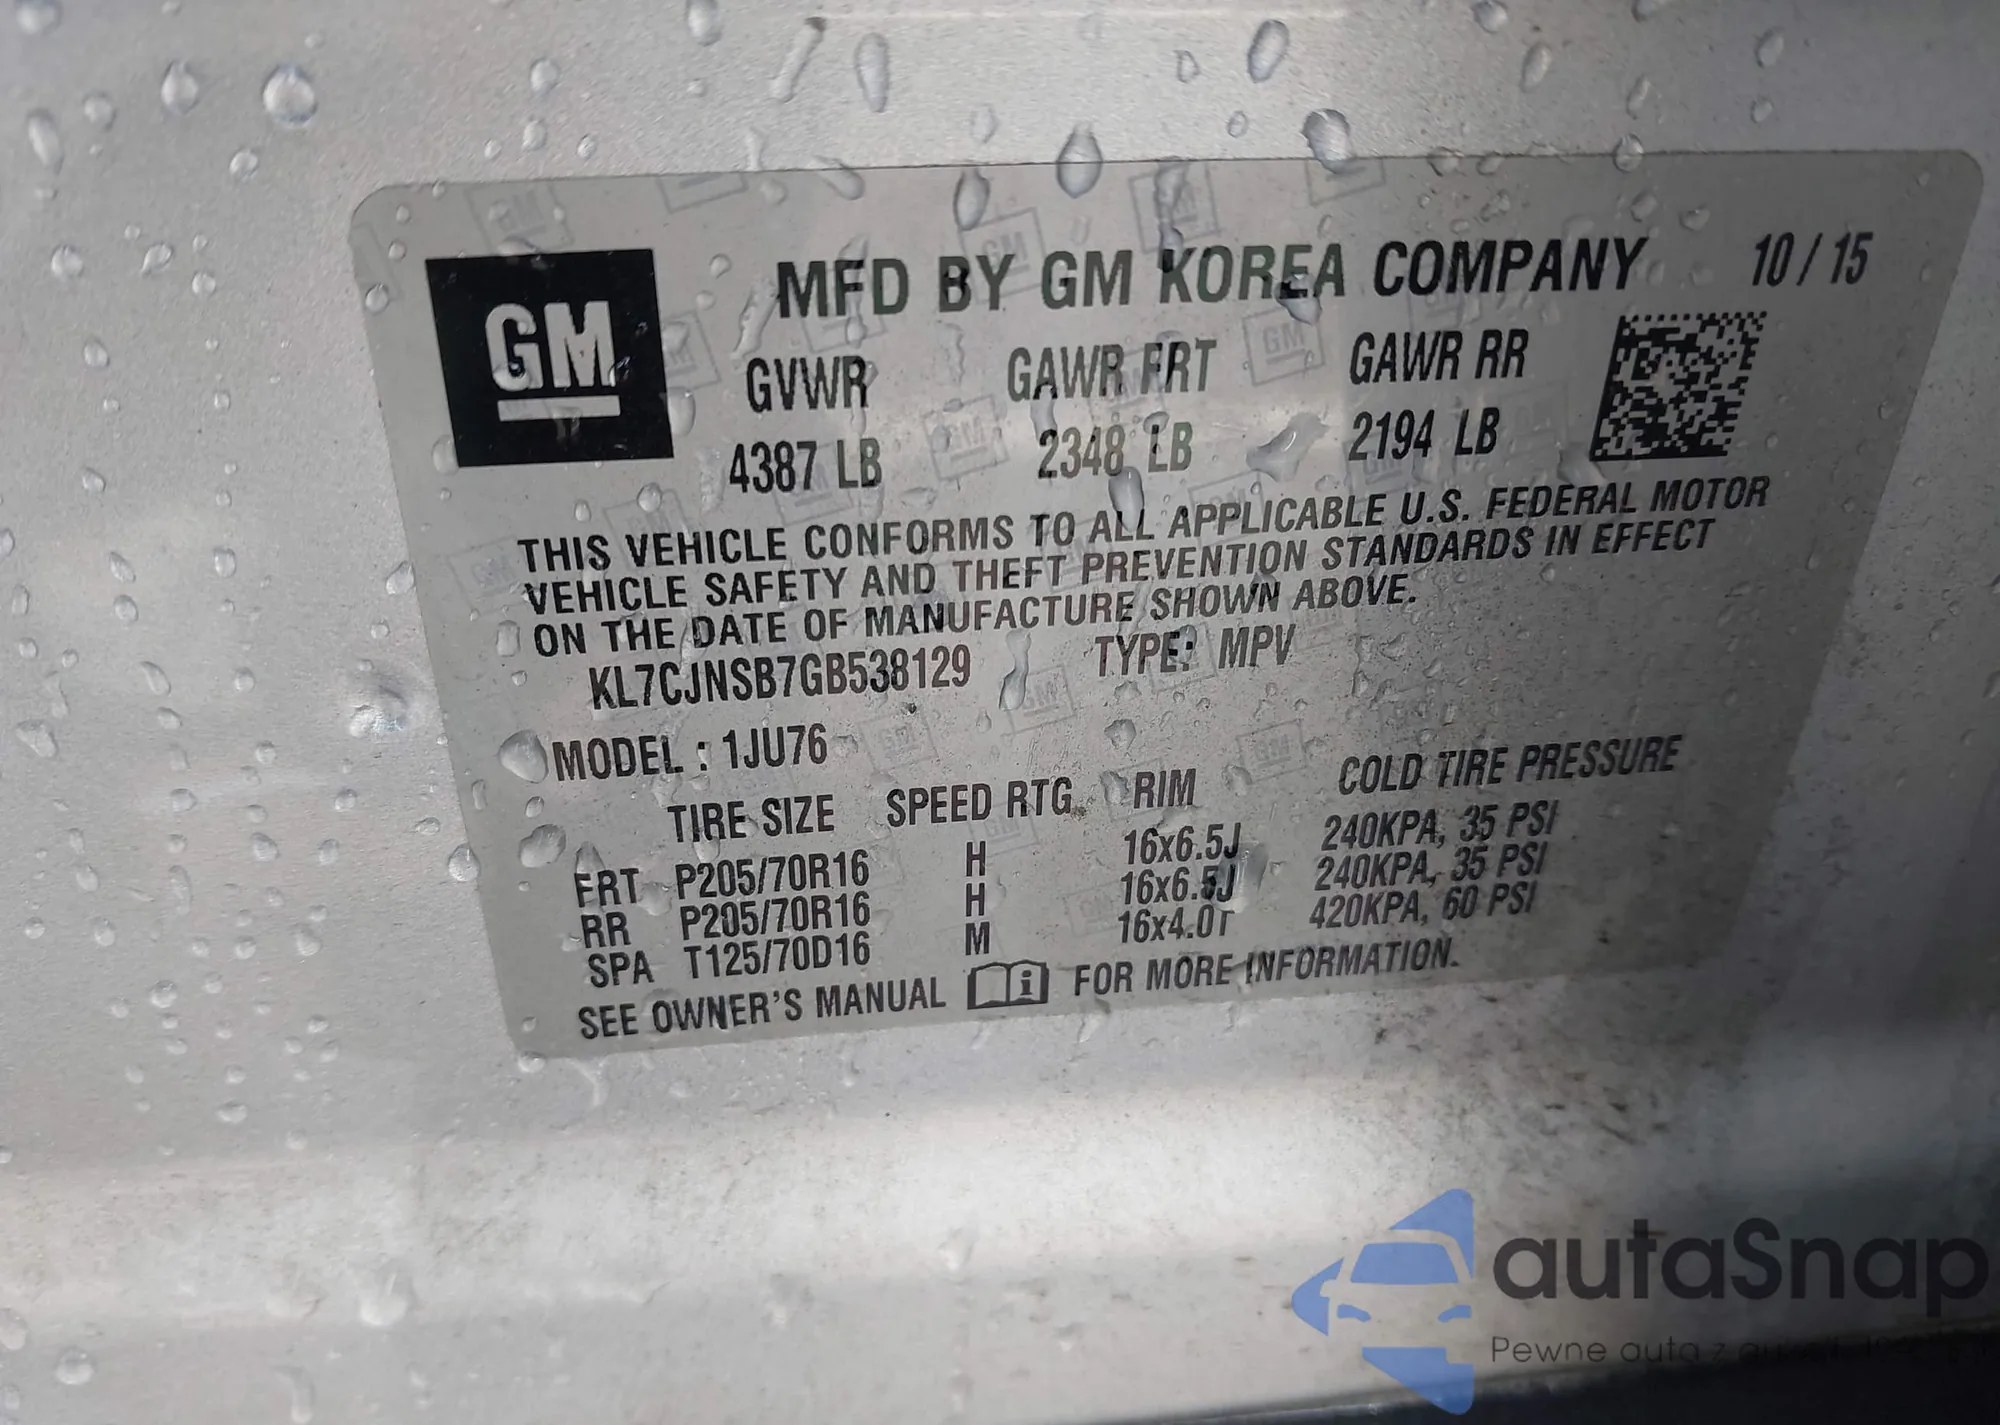 GM
MFD BY GM KOREA COMPANY 10 / 15
GVWR GAWR FRT GAWR RR
4387 LB 2348 LB 2194 LB
THIS VEHICLE CONFORMS TO ALL APPLICABLE U.S. FEDERAL MOTOR
VEHICLE SAFETY AND THEFT PREVENTION STANDARDS IN EFFECT
ON THE DATE OF MANUFACTURE SHOWN ABOVE.
KL7CJNSB7GB538129 TYPE: MPV
MODEL : 1JU76
TIRE SIZE SPEED RTG RIM COLD TIRE PRESSURE
FRT P205/70R16 H 16x6.5J 240KPA, 35 PSI
RR P205/70R16 H 16x6.5J 240KPA, 35 PSI
SPA T125/70D16 M 16x4.0T 420KPA, 60 PSI
SEE OWNER'S MANUAL i FOR MORE INFORMATION.
autaSnap
Pewne auta z